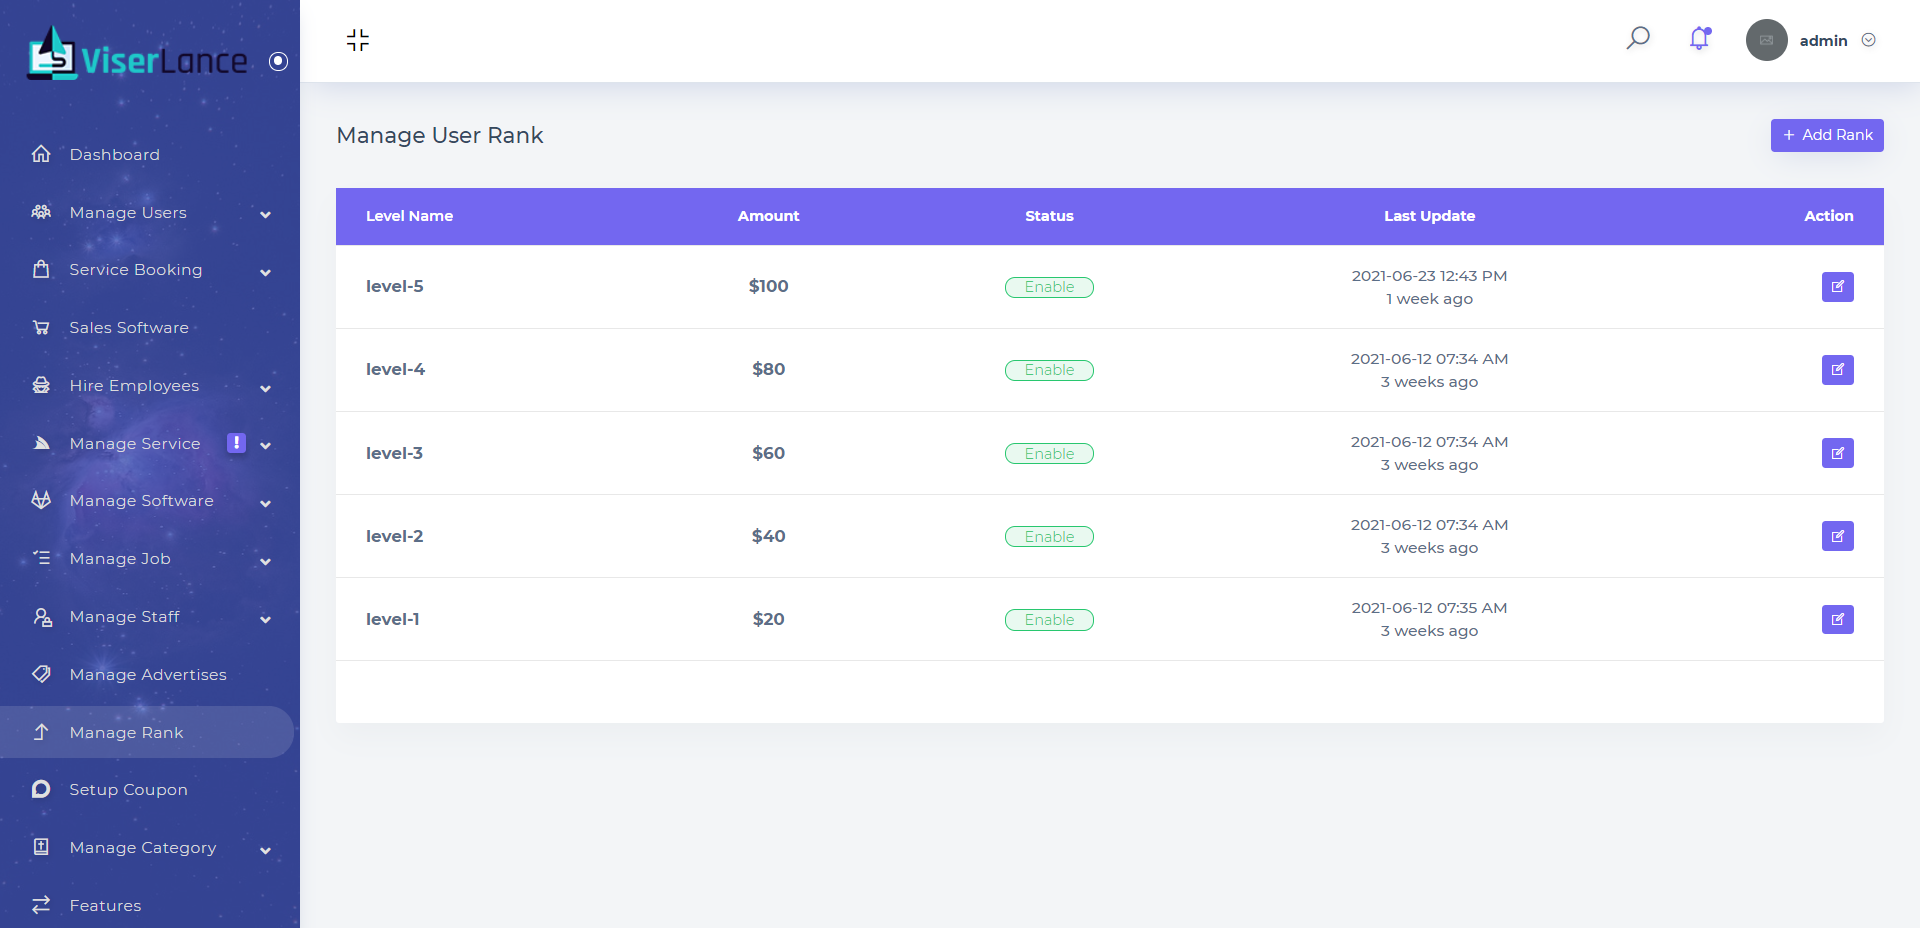 ViserLance
admin
Dashboard
Manage Users
Service Booking
Sales Software
Hire Employees
Manage Service !
Manage Software
Manage Job
Manage Staff
Manage Advertises
Manage Rank
Setup Coupon
Manage Category
Features
Manage User Rank
+ Add Rank
Level Name Amount Status Last Update Action
level-5 $100 Enable 2021-06-23 12:43 PM
1 week ago
level-4 $80 Enable 2021-06-12 07:34 AM
3 weeks ago
level-3 $60 Enable 2021-06-12 07:34 AM
3 weeks ago
level-2 $40 Enable 2021-06-12 07:34 AM
3 weeks ago
level-1 $20 Enable 2021-06-12 07:35 AM
3 weeks ago